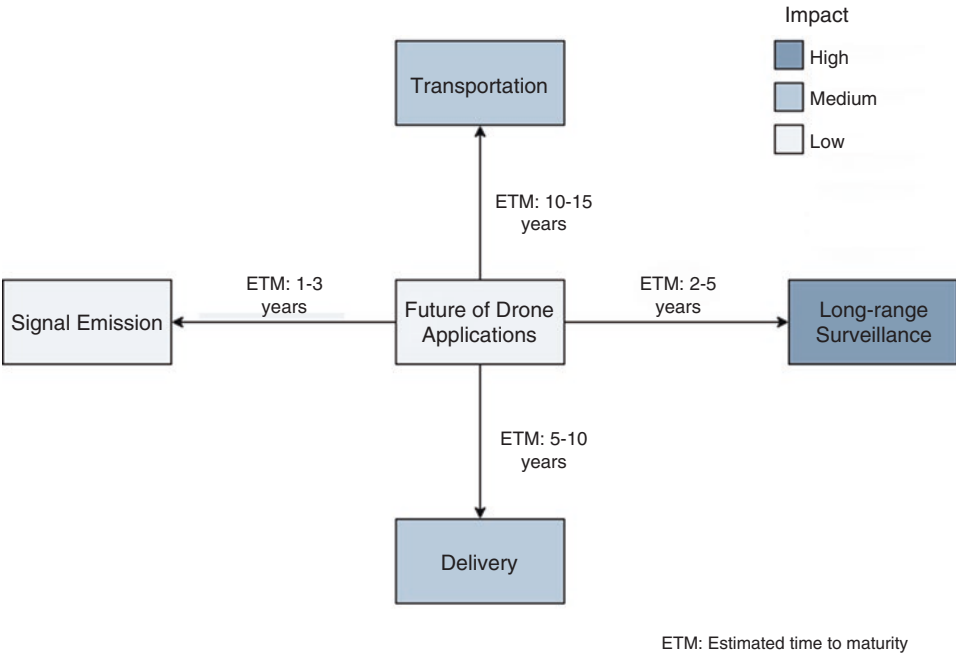 Impact
High
Medium
Low
Transportation
ETM: 10-15
years
Signal Emission
ETM: 1-3
years
Future of Drone
Applications
ETM: 2-5
years
Long-range
Surveillance
ETM: 5-10
years
Delivery
ETM: Estimated time to maturity